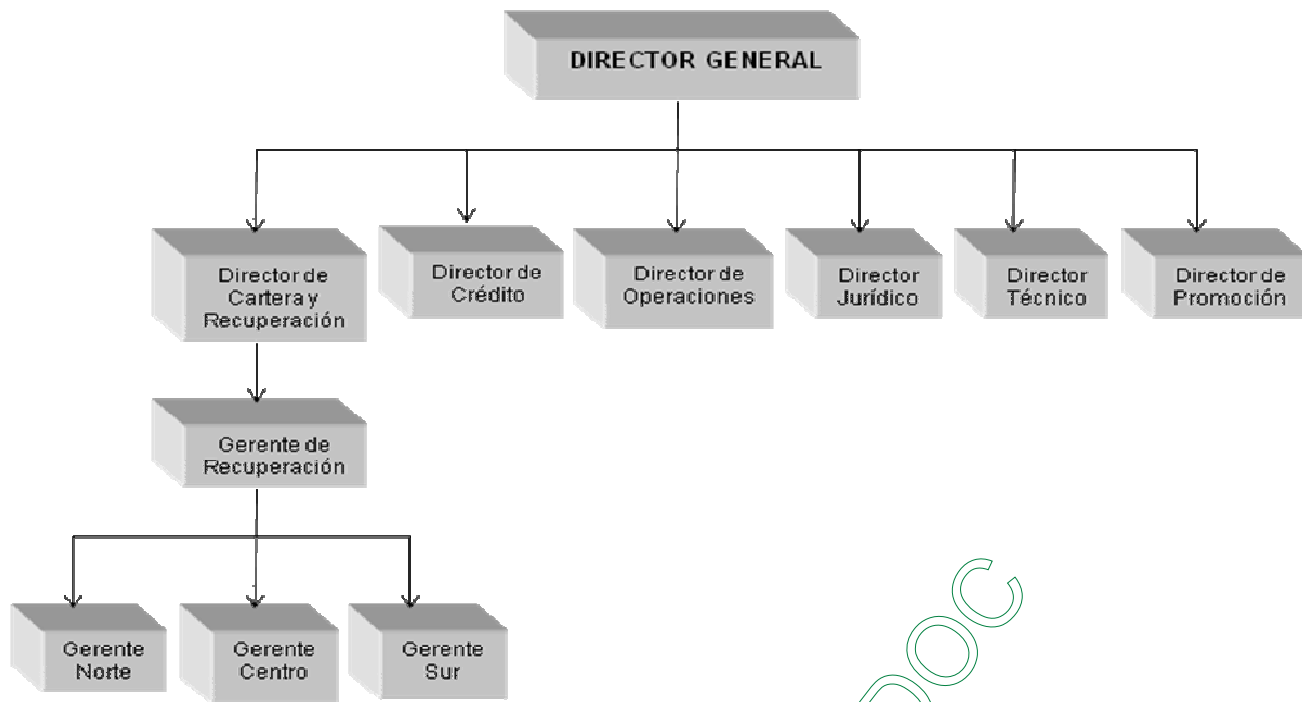 DIRECTOR GENERAL
Director de
Cartera y
Recuperación
Director de
Crédito
Director de
Operaciones
Director
Jurídico
Director
Técnico
Director de
Promoción
Gerente de
Recuperación
Gerente
Norte
Gerente
Centro
Gerente
Sur
DOC